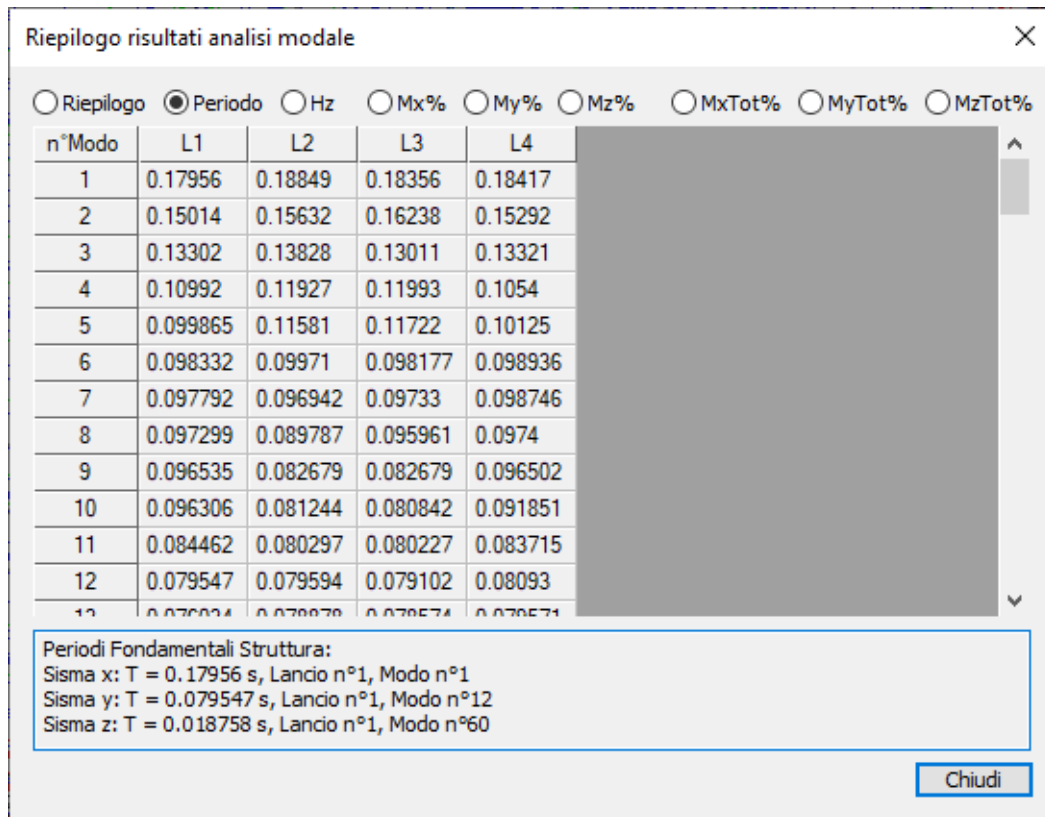 Riepilogo risultati analisi modale
Riepilogo Periodo Hz Mx% My% Mz% MxTot% MyTot% MzTot%
n°Modo L1 L2 L3 L4
1 0.17956 0.18849 0.18356 0.18417
2 0.15014 0.15632 0.16238 0.15292
3 0.13302 0.13828 0.13011 0.13321
4 0.10992 0.11927 0.11993 0.1054
5 0.099865 0.11581 0.11722 0.10125
6 0.098332 0.09971 0.098177 0.098936
7 0.097792 0.096942 0.09733 0.098746
8 0.097299 0.089787 0.095961 0.0974
9 0.096535 0.082679 0.082679 0.096502
10 0.096306 0.081244 0.080842 0.091851
11 0.084462 0.080297 0.080227 0.083715
12 0.079547 0.079594 0.079102 0.08093
Periodi Fondamentali Struttura:
Sisma x: T = 0.17956 s, Lancio n°1, Modo n°1
Sisma y: T = 0.079547 s, Lancio n°1, Modo n°12
Sisma z: T = 0.018758 s, Lancio n°1, Modo n°60
Chiudi